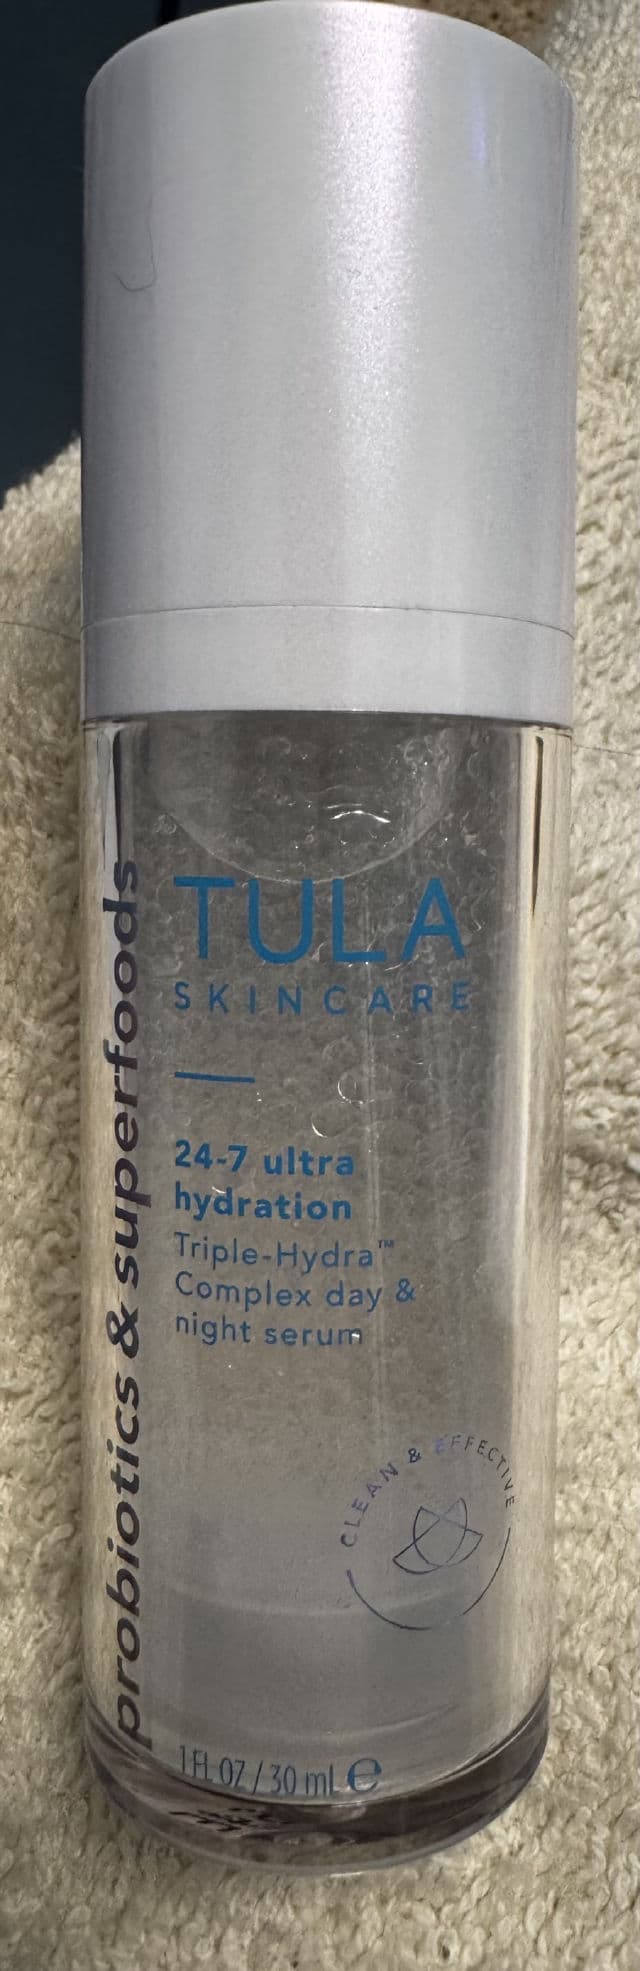 TULA
SKINCARE
24-7 ultra
hydration
Triple-Hydra™
Complex day &
night serum
CLEAN & EFFECTIVE
probiotics & superfoods
1 FL OZ / 30 mL ℮